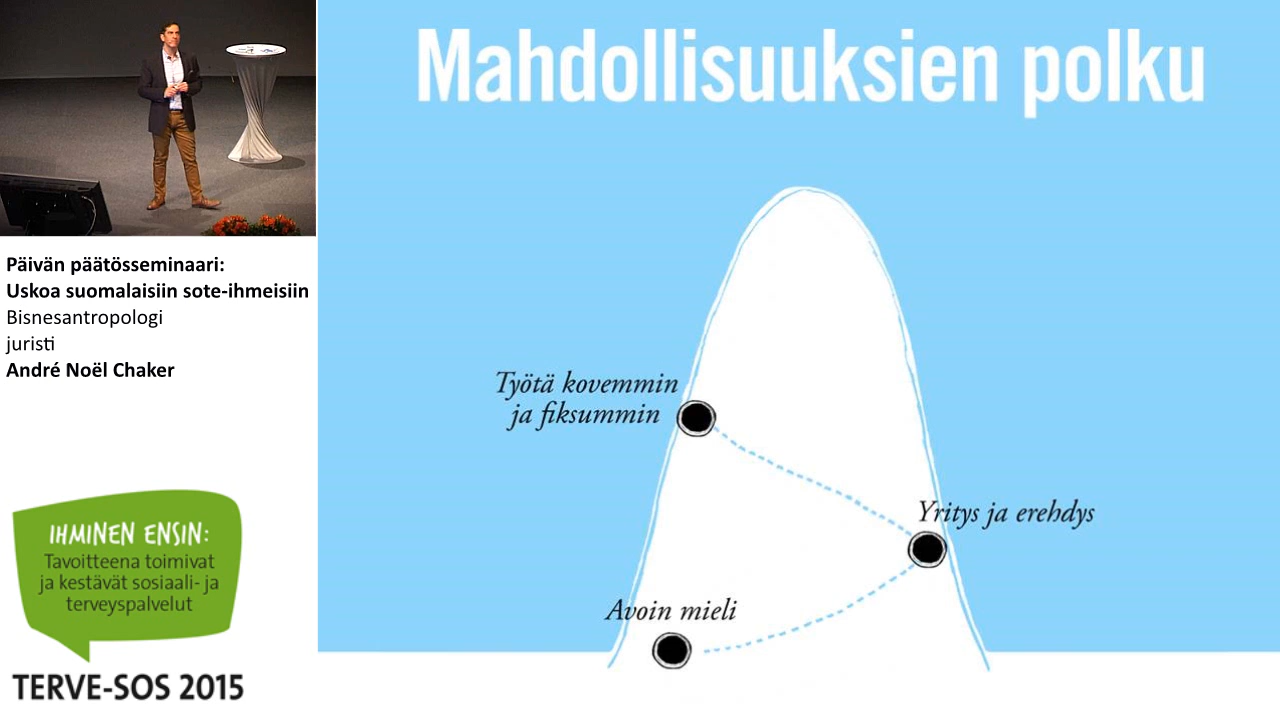 Mahdollisuuksien polku
Päivän päätösseminaari:
Uskoa suomalaisiin sote-ihmeisiin
Bisnesantropologi
juristi
André Noël Chaker
Työtä kovemmin
ja fiksummin
Yritys ja erehdys
Avoin mieli
IHMINEN ENSIN:
Tavoitteena toimivat
ja kestävät sosiaali- ja
terveyspalvelut
TERVE-SOS 2015